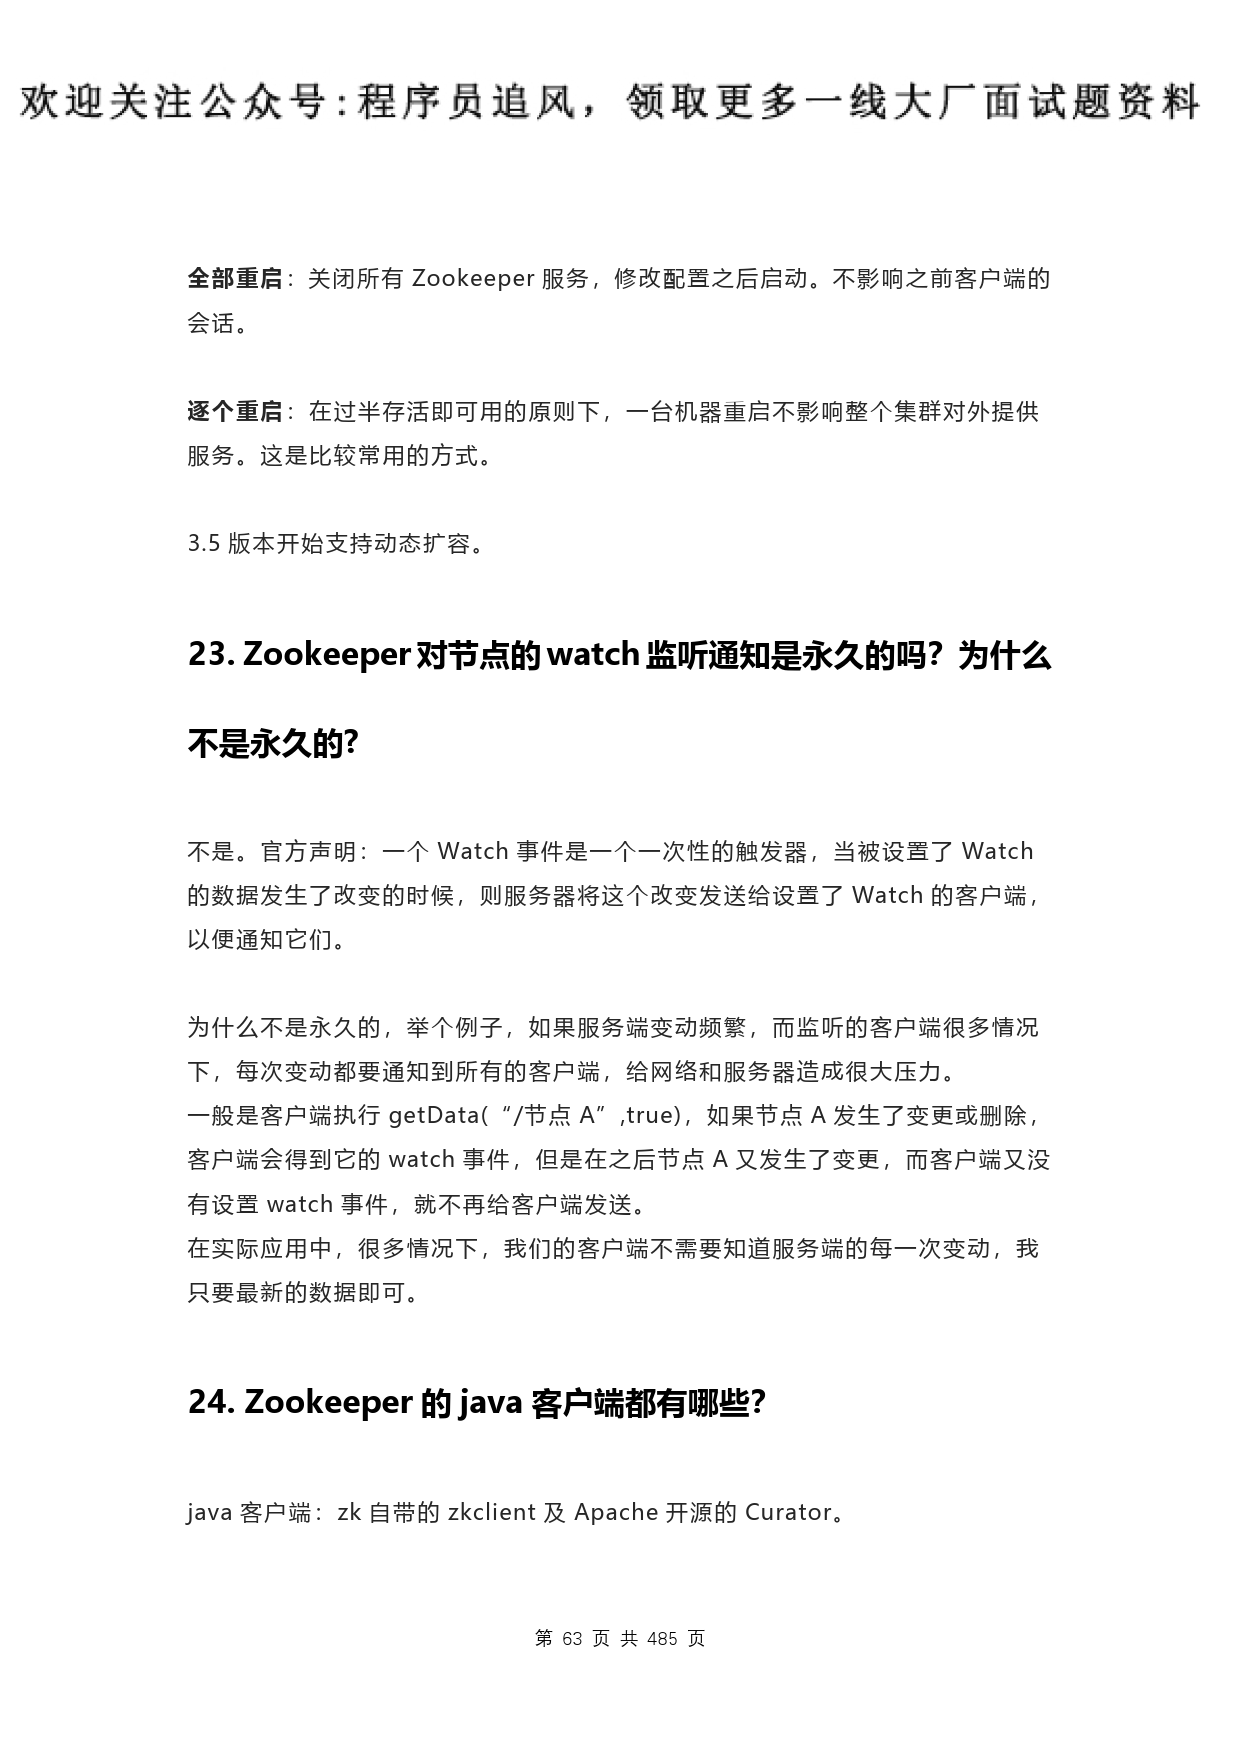 欢迎关注公众号:程序员追风，领取更多一线大厂面试题资料
全部重启：关闭所有 Zookeeper 服务，修改配置之后启动。不影响之前客户端的
会话。
逐个重启：在过半存活即可用的原则下，一台机器重启不影响整个集群对外提供
服务。这是比较常用的方式。
3.5 版本开始支持动态扩容。
23. Zookeeper对节点的watch监听通知是永久的吗？为什么
不是永久的?
不是。官方声明：一个 Watch 事件是一个一次性的触发器，当被设置了 Watch
的数据发生了改变的时候，则服务器将这个改变发送给设置了 Watch 的客户端，
以便通知它们。
为什么不是永久的，举个例子，如果服务端变动频繁，而监听的客户端很多情况
下，每次变动都要通知到所有的客户端，给网络和服务器造成很大压力。
一般是客户端执行 getData(“/节点 A”,true)，如果节点 A 发生了变更或删除，
客户端会得到它的 watch 事件，但是在之后节点 A 又发生了变更，而客户端又没
有设置 watch 事件，就不再给客户端发送。
在实际应用中，很多情况下，我们的客户端不需要知道服务端的每一次变动，我
只要最新的数据即可。
24. Zookeeper 的 java 客户端都有哪些？
java 客户端：zk 自带的 zkclient 及 Apache 开源的 Curator。
第 63 页 共 485 页